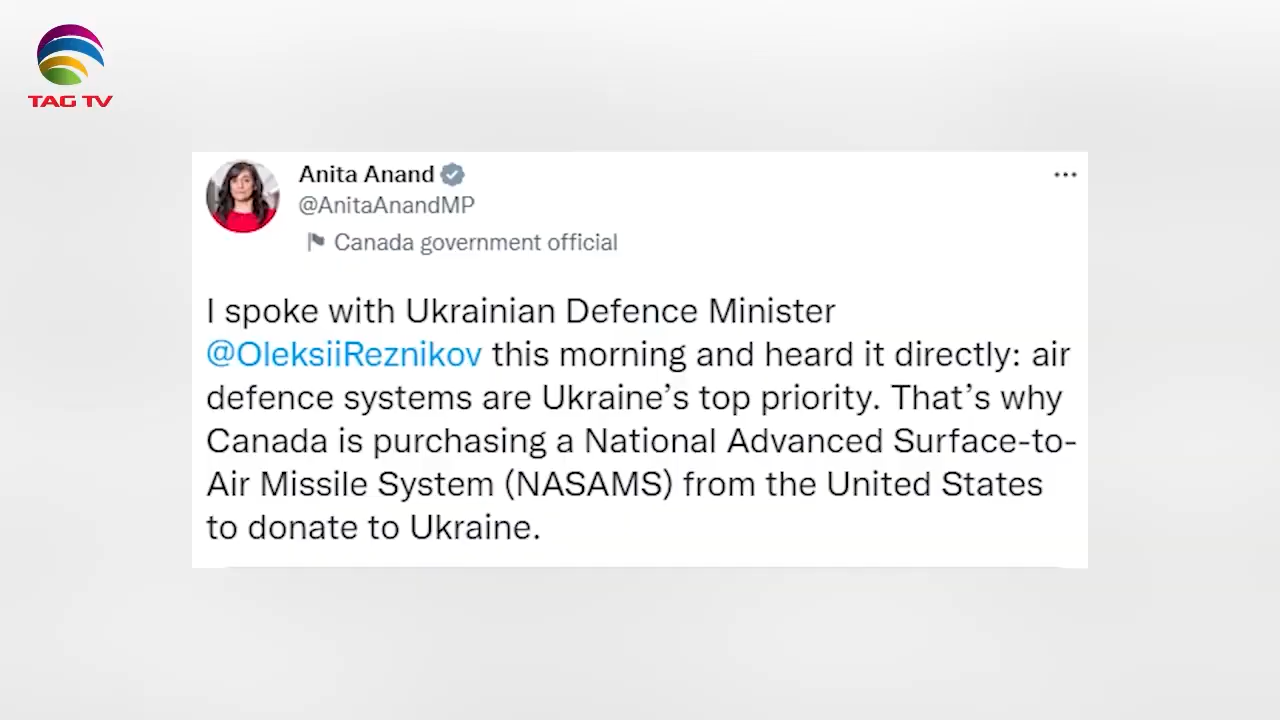 TAG TV
Anita Anand
@AnitaAnandMP
Canada government official
I spoke with Ukrainian Defence Minister
@OleksiiReznikov this morning and heard it directly: air
defence systems are Ukraine’s top priority. That’s why
Canada is purchasing a National Advanced Surface-to-
Air Missile System (NASAMS) from the United States
to donate to Ukraine.